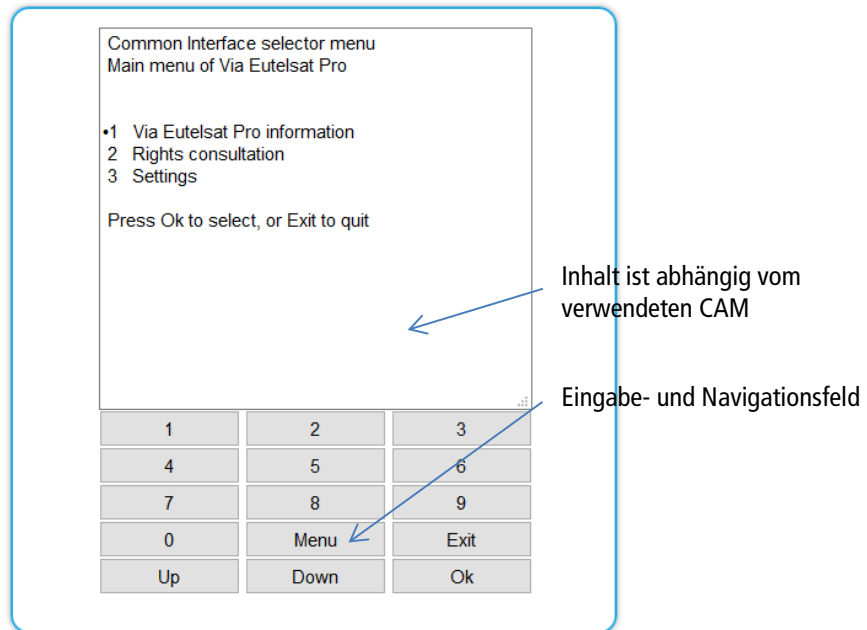 Common Interface selector menu
Main menu of Via Eutelsat Pro
•1 Via Eutelsat Pro information
2 Rights consultation
3 Settings
Press Ok to select, or Exit to quit
Inhalt ist abhängig vom
verwendeten CAM
Eingabe- und Navigationsfeld
1 2 3
4 5 6
7 8 9
0 Menu Exit
Up Down Ok